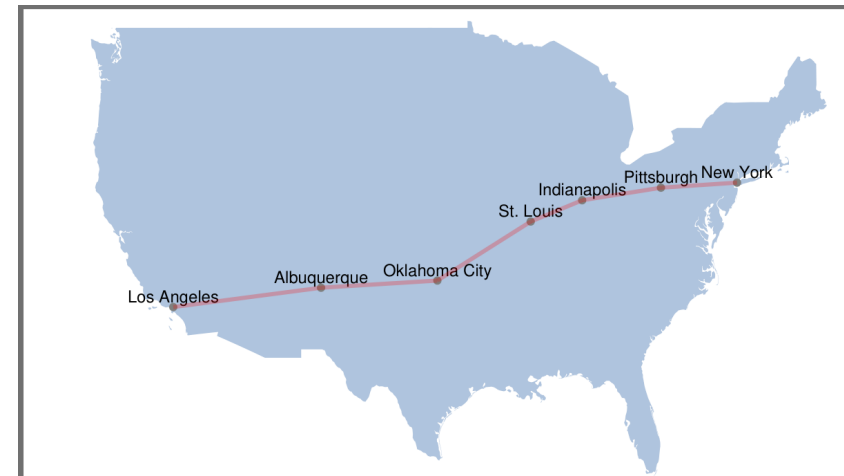 Pittsburgh New York
Indianapolis
St. Louis
Oklahoma City
Albuquerque
Los Angeles